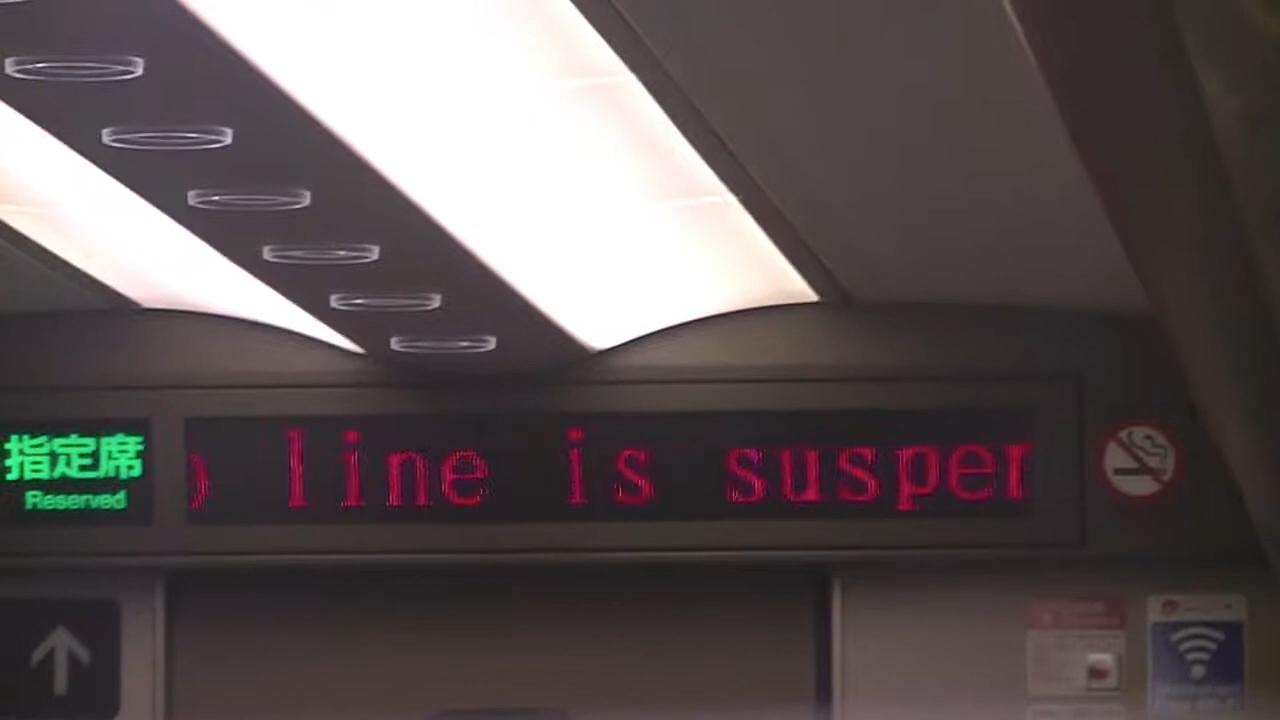 指定席
Reserved
line is susper